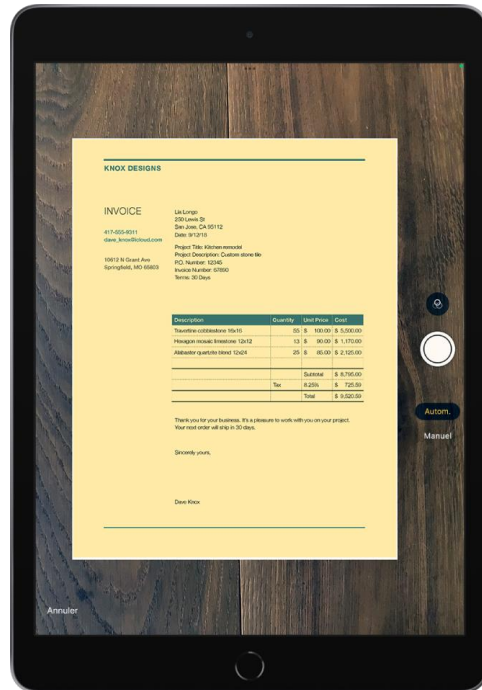 KNOX DESIGNS
INVOICE
417-555-9311
dave_knox@icloud.com
10612 N Grant Ave
Springfield, MO 65803
Lia Longo
250 Lewis St
San Jose, CA 95112
Date: 9/12/16
Project Title: Kitchen remodel
Project Description: Custom stone tile
P.O. Number: 12345
Invoice Number: 67890
Terms: 30 Days
Description Quantity Unit Price Cost
Travertine cobblestone 16x16 55 $ 100.00 $ 5,500.00
Hexagon mosaic limestone 12x12 13 $ 90.00 $ 1,170.00
Alabaster quartzite blend 12x24 25 $ 85.00 $ 2,125.00
Subtotal $ 8,795.00
Tax 8.25% $ 725.59
Total $ 9,520.59
Thank you for your business. It's a pleasure to work with you on your project.
Your next order will ship in 30 days.
Sincerely yours,
Dave Knox
Autom.
Manuel
Annuler